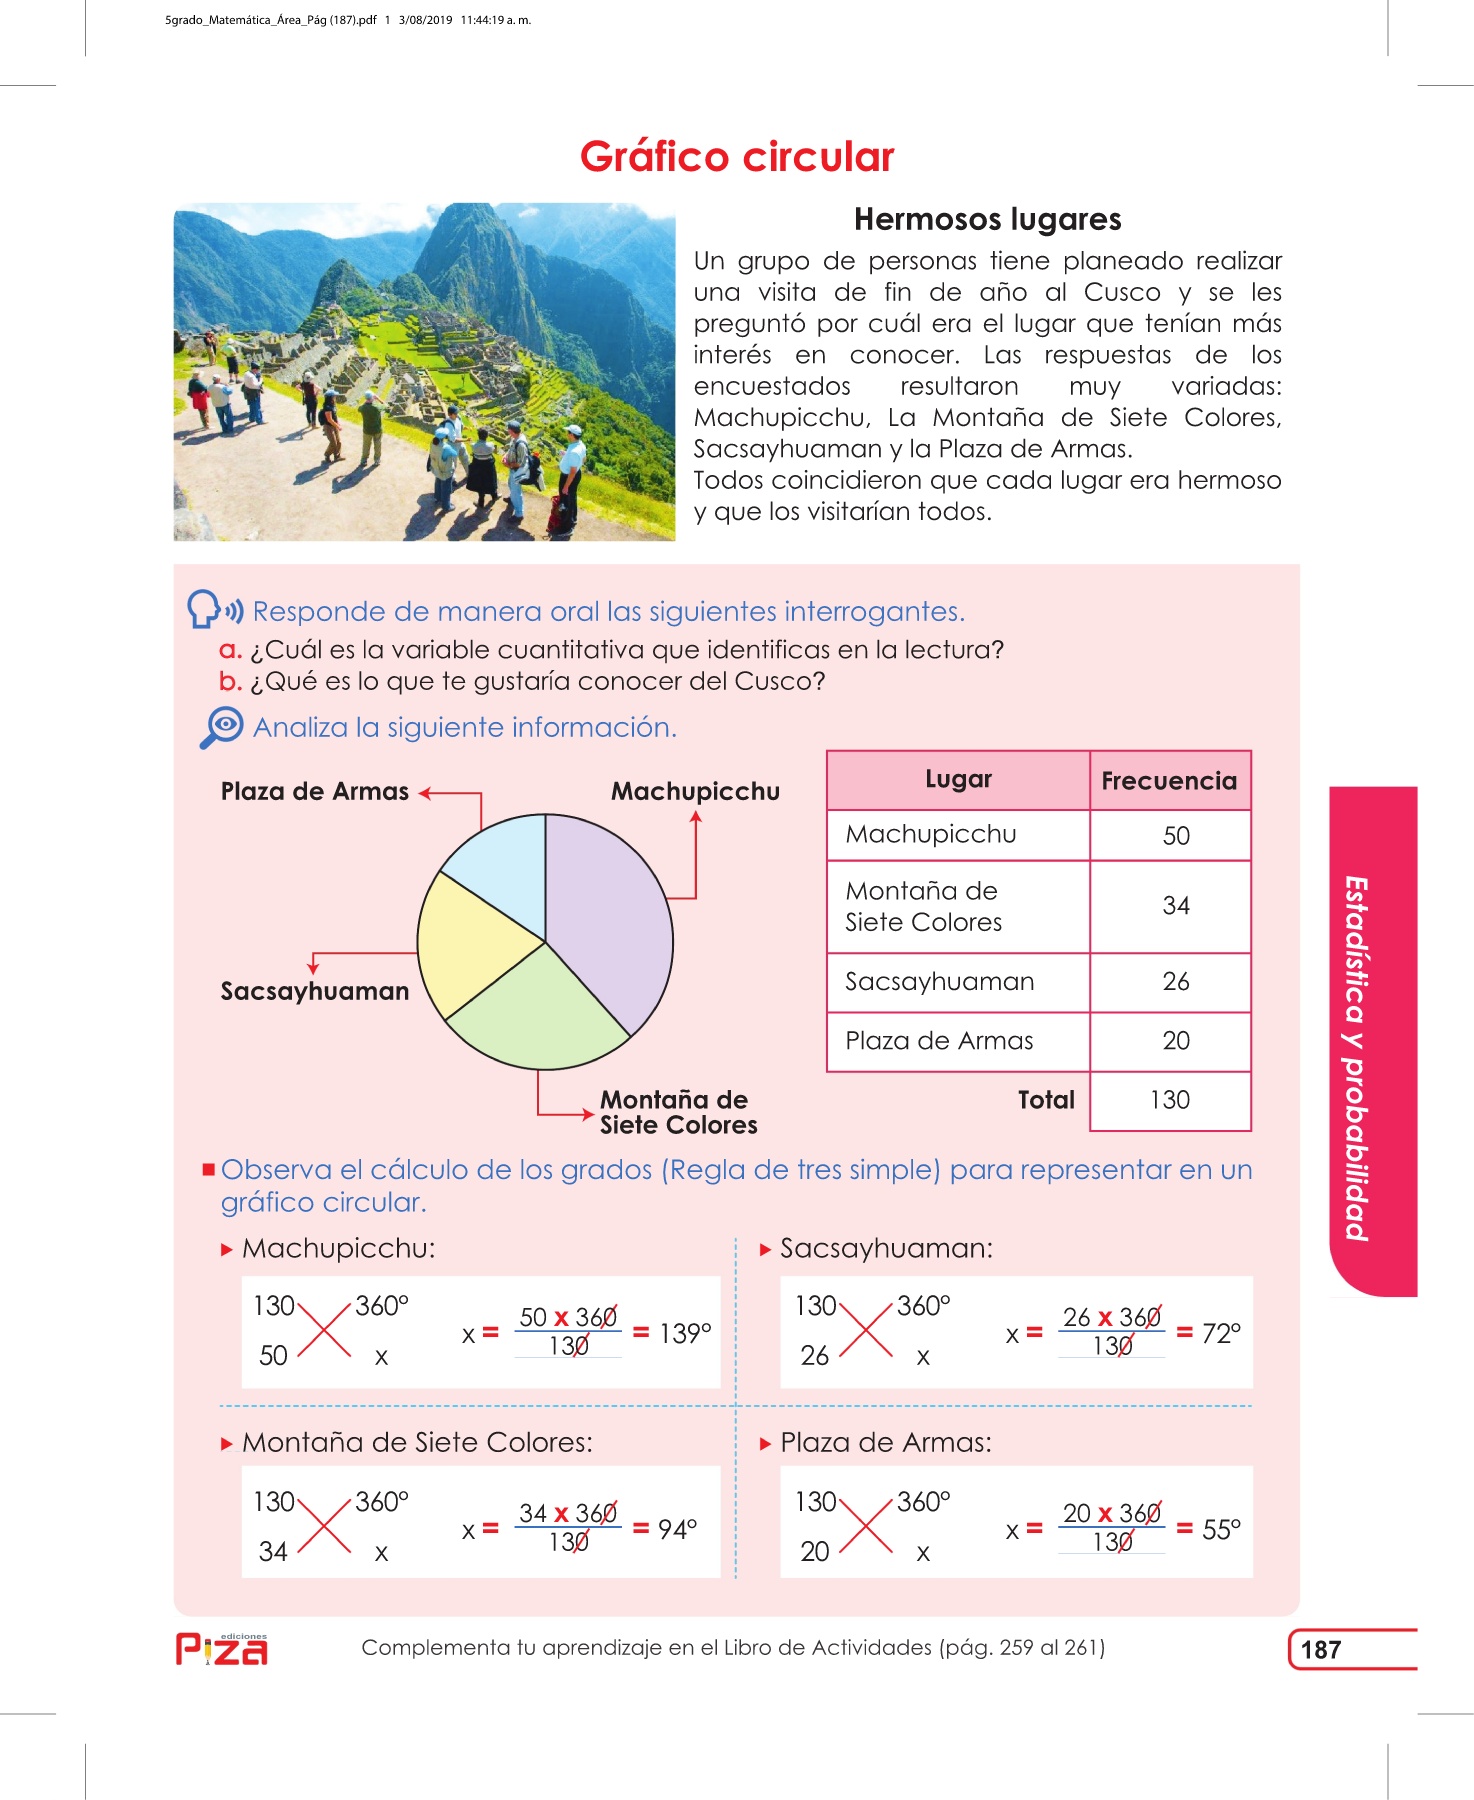 5grado_Matemática_Área_Pág (187).pdf 1 3/08/2019 11:44:19 a. m.
Gráfico circular
Hermosos lugares
Un grupo de personas tiene planeado realizar
una visita de fin de año al Cusco y se les
preguntó por cuál era el lugar que tenían más
interés en conocer. Las respuestas de los
encuestados resultaron muy variadas:
Machupicchu, La Montaña de Siete Colores,
Sacsayhuaman y la Plaza de Armas.
Todos coincidieron que cada lugar era hermoso
y que los visitarían todos.
Responde de manera oral las siguientes interrogantes.
a. ¿Cuál es la variable cuantitativa que identificas en la lectura?
b. ¿Qué es lo que te gustaría conocer del Cusco?
Analiza la siguiente información.
Plaza de Armas
Machupicchu
Sacsayhuaman
Montaña de
Siete Colores
Lugar Frecuencia
Machupicchu 50
Montaña de
Siete Colores 34
Sacsayhuaman 26
Plaza de Armas 20
Total 130
Observa el cálculo de los grados (Regla de tres simple) para representar en un
gráfico circular.
Machupicchu:
130 360°
50 x
x = 50 x 360 / 130 = 139°
Sacsayhuaman:
130 360°
26 x
x = 26 x 360 / 130 = 72°
Montaña de Siete Colores:
130 360°
34 x
x = 34 x 360 / 130 = 94°
Plaza de Armas:
130 360°
20 x
x = 20 x 360 / 130 = 55°
Estadística y probabilidad
ediciones
Piza
Complementa tu aprendizaje en el Libro de Actividades (pág. 259 al 261)
187